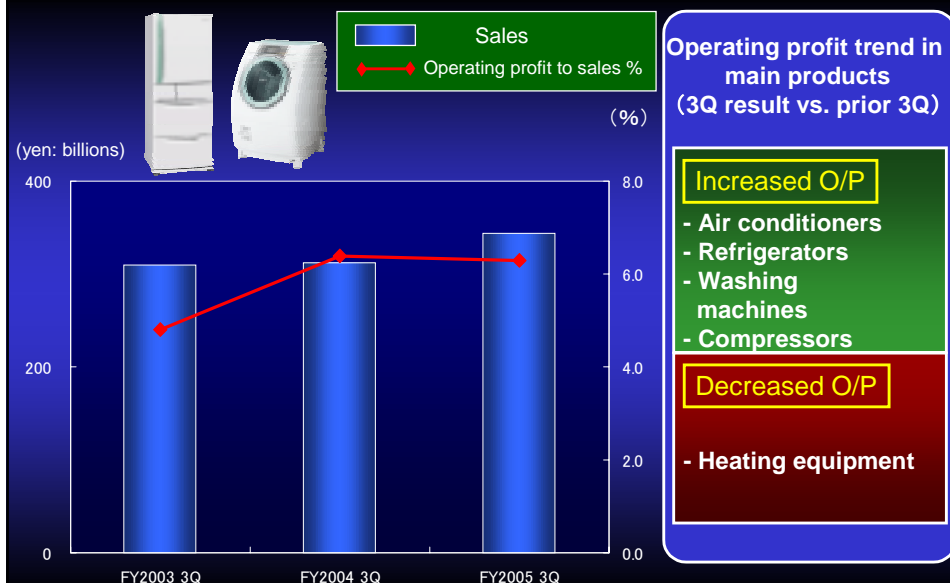 Sales
Operating profit to sales %
(%)
(yen: billions)
400
200
0
8.0
6.0
4.0
2.0
0.0
FY2003 3Q
FY2004 3Q
FY2005 3Q
Operating profit trend in
main products
（3Q result vs. prior 3Q）
Increased O/P
- Air conditioners
- Refrigerators
- Washing
machines
- Compressors
Decreased O/P
- Heating equipment